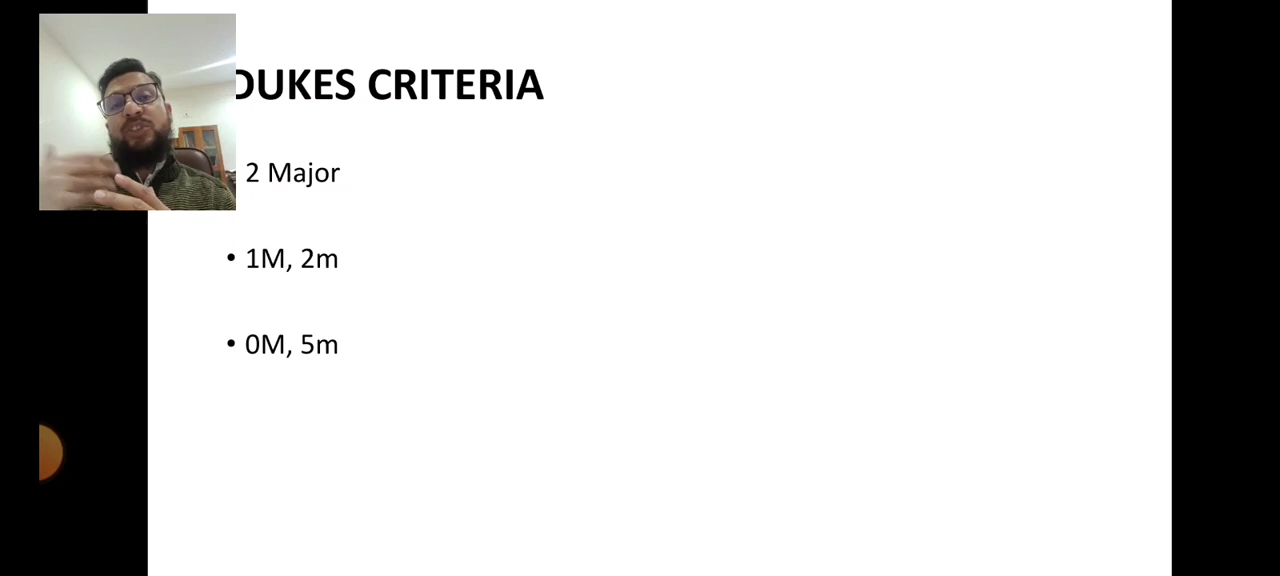 DUKES CRITERIA
2 Major
• 1M, 2m
• 0M, 5m